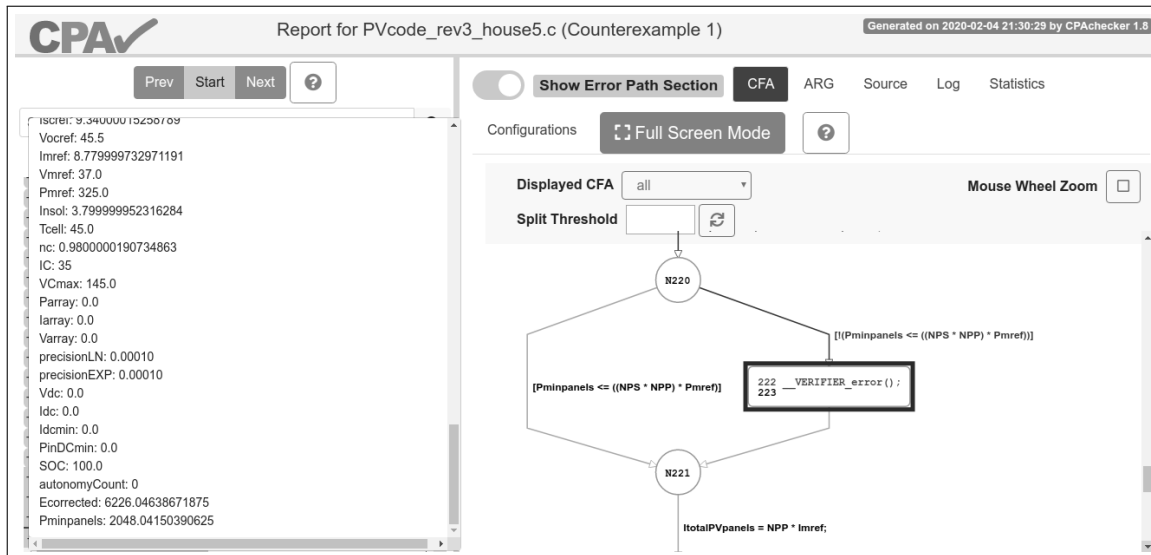 CPA
Report for PVcode_rev3_house5.c (Counterexample 1)
Generated on 2020-02-04 21:30:29 by CPAchecker 1.8
Prev Start Next
Show Error Path Section CFA ARG Source Log Statistics
Configurations Full Screen Mode
Displayed CFA all Mouse Wheel Zoom
Split Threshold
Iscref: 9.34000015258789
Vocref: 45.5
Imref: 8.779999732971191
Vmref: 37.0
Pmref: 325.0
Insol: 3.799999952316284
Tcell: 45.0
nc: 0.9800000190734863
IC: 35
VCmax: 145.0
Parray: 0.0
Iarray: 0.0
Varray: 0.0
precisionLN: 0.00010
precisionEXP: 0.00010
Vdc: 0.0
Idc: 0.0
Idcmin: 0.0
PinDCmin: 0.0
SOC: 100.0
autonomyCount: 0
Ecorrected: 6226.04638671875
Pminpanels: 2048.04150390625
N220
[!(Pminpanels <= ((NPS * NPP) * Pmref))]
[Pminpanels <= ((NPS * NPP) * Pmref)]
222 __VERIFIER_error();
223
N221
ItotalPVpanels = NPP * Imref;